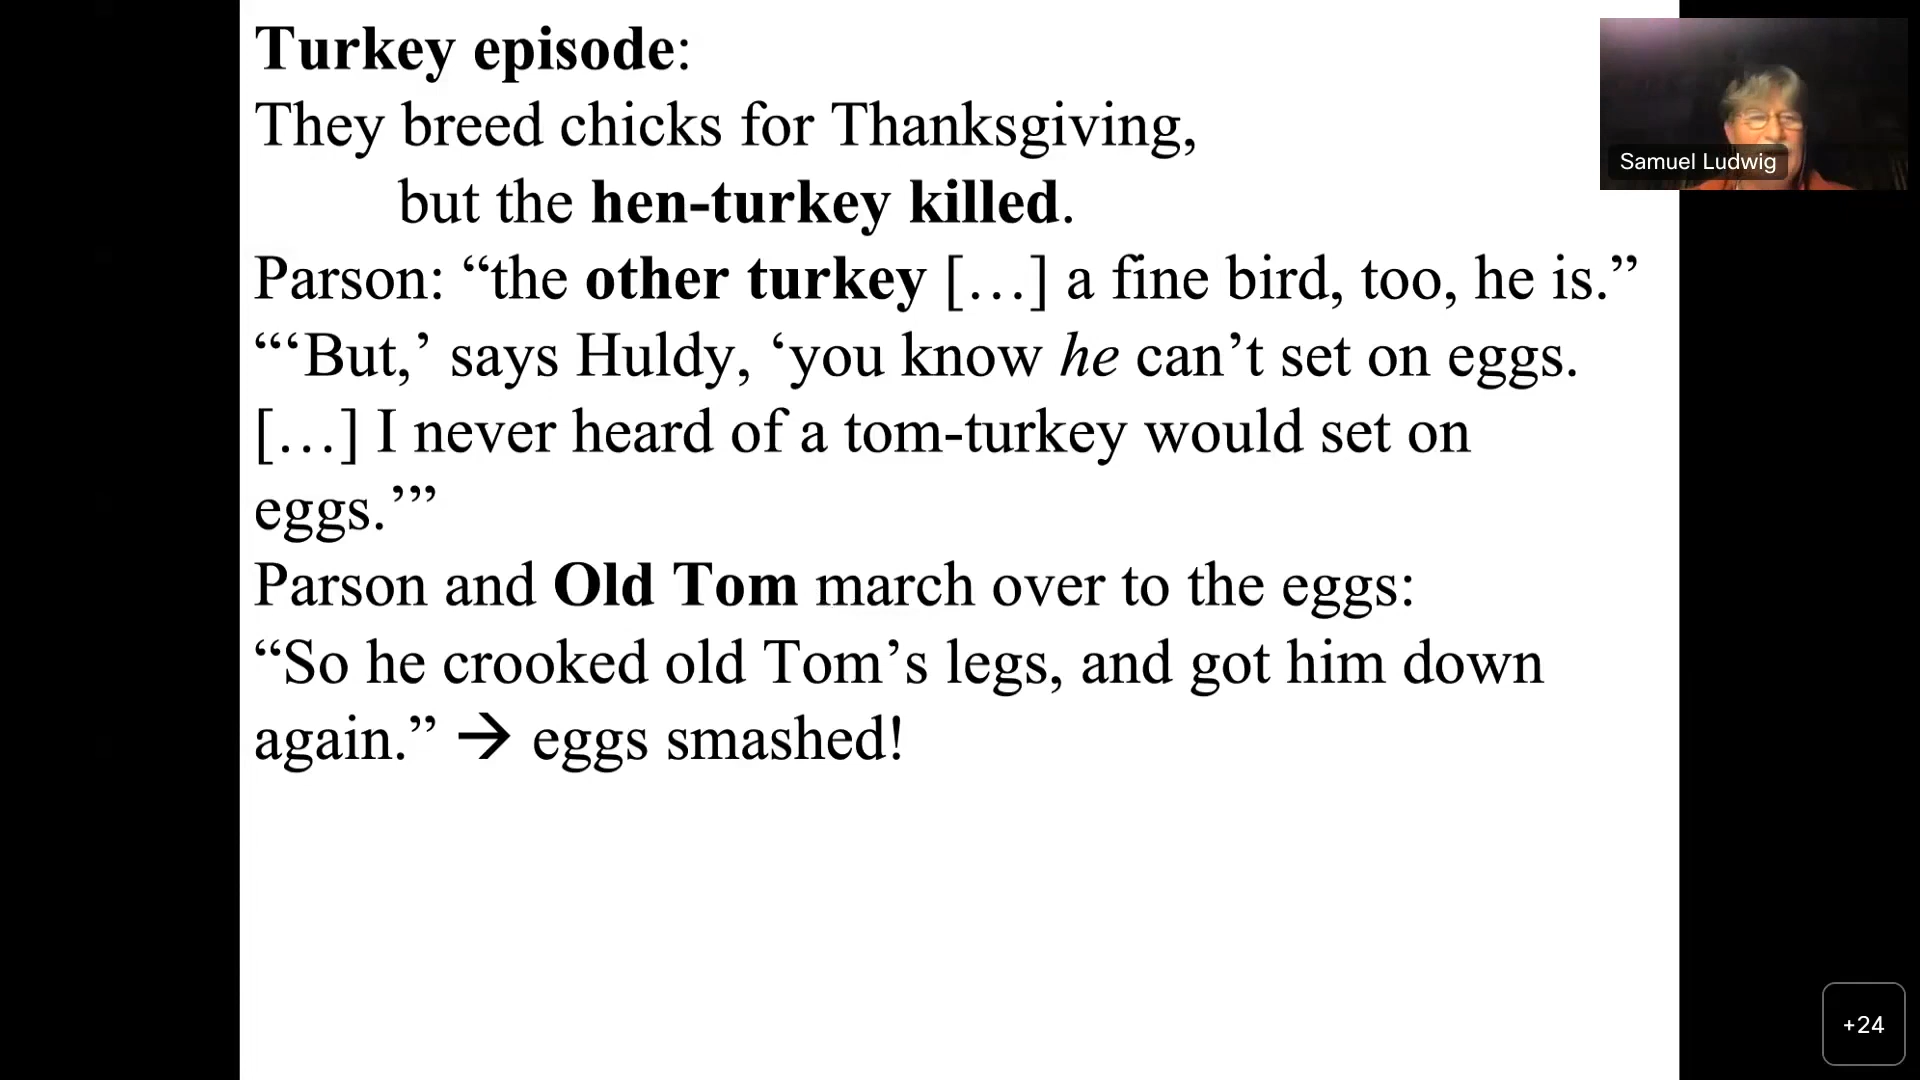 Turkey episode:
They breed chicks for Thanksgiving,
but the hen-turkey killed.
Parson: “the other turkey […] a fine bird, too, he is.”
“‘But,’ says Huldy, ‘you know he can’t set on eggs.
[…] I never heard of a tom-turkey would set on
eggs.’”
Parson and Old Tom march over to the eggs:
“So he crooked old Tom’s legs, and got him down
again.” → eggs smashed!
Samuel Ludwig
+24